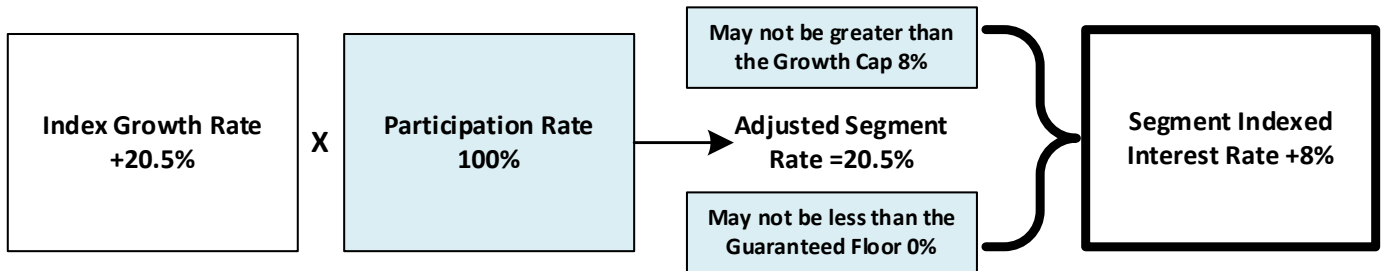 Index Growth Rate
+20.5%
X
Participation Rate
100%
May not be greater than
the Growth Cap 8%
Adjusted Segment
Rate =20.5%
May not be less than the
Guaranteed Floor 0%
Segment Indexed
Interest Rate +8%